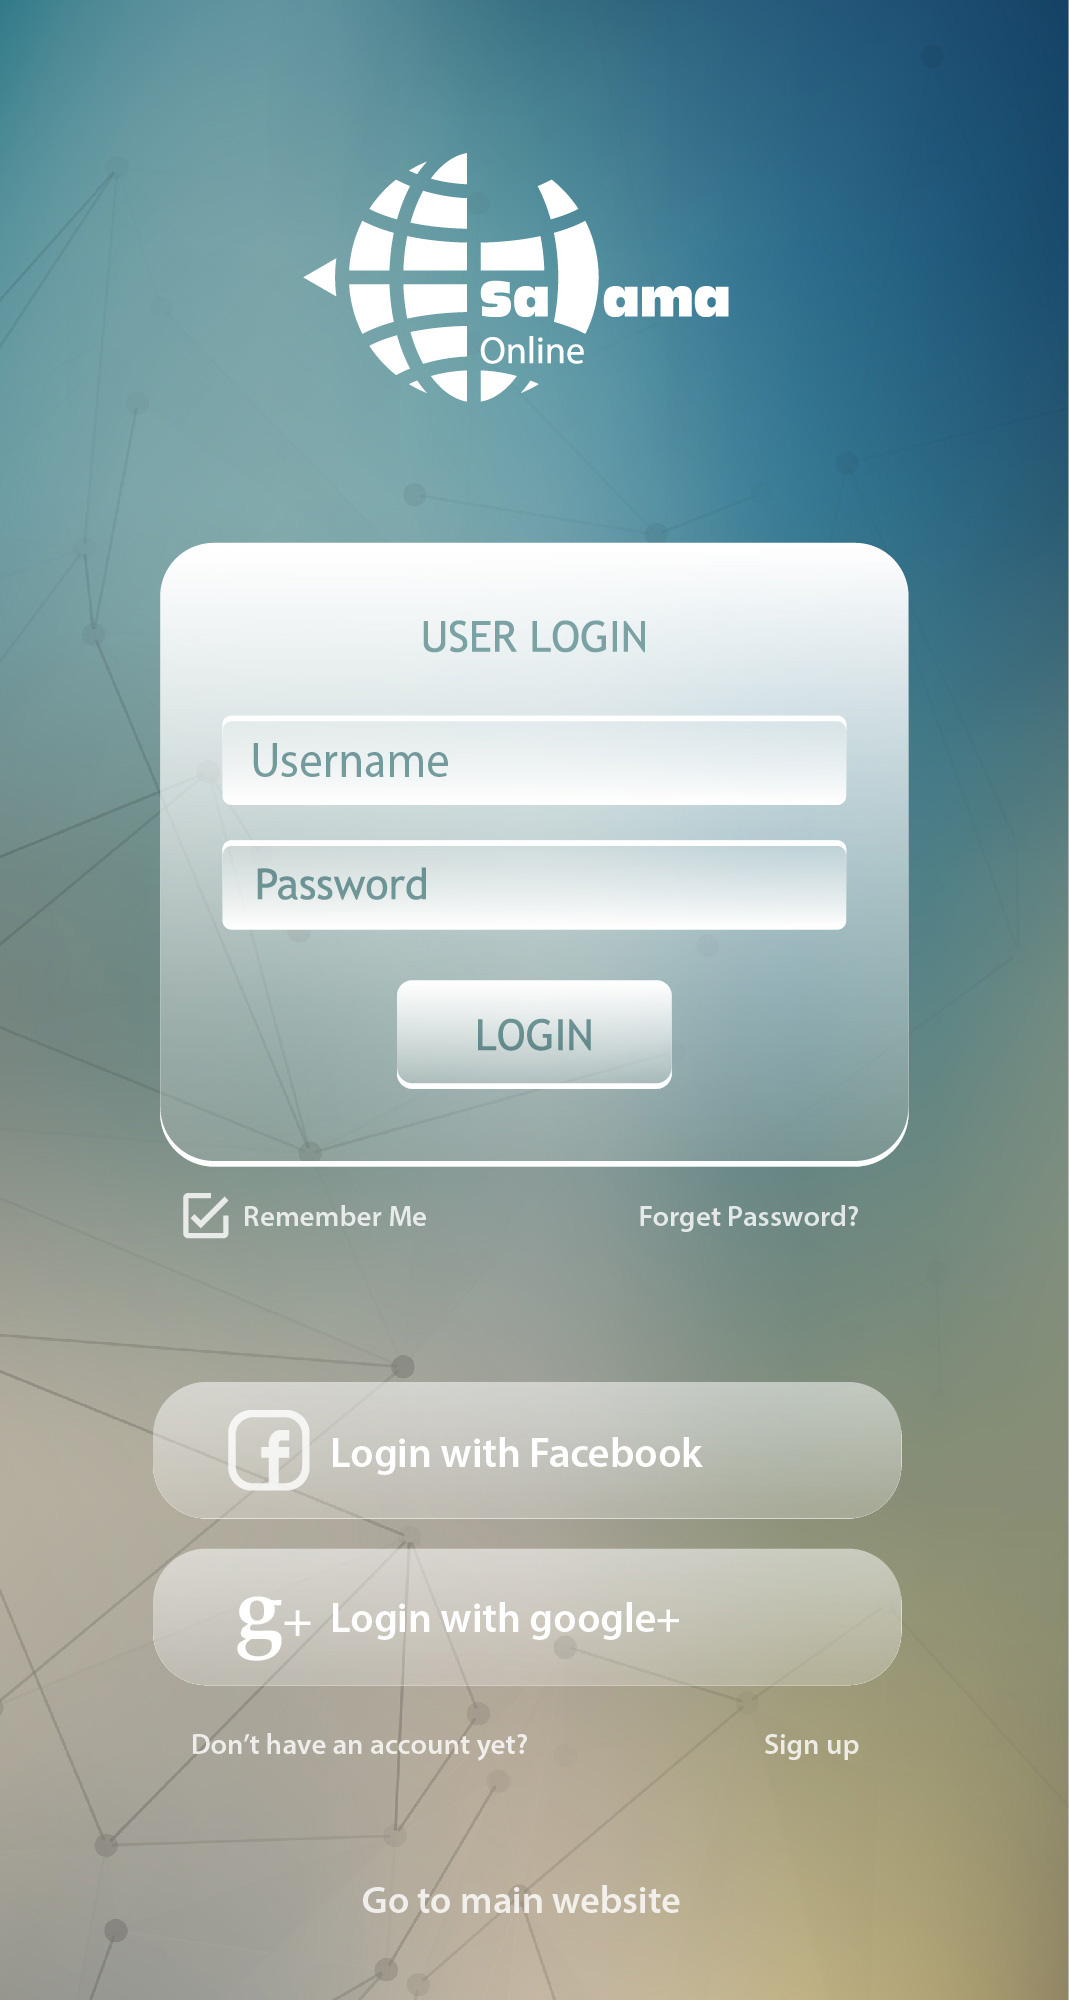 Salama
Online
USER LOGIN
Username
Password
LOGIN
Remember Me
Forget Password?
Login with Facebook
g+ Login with google+
Don't have an account yet?
Sign up
Go to main website